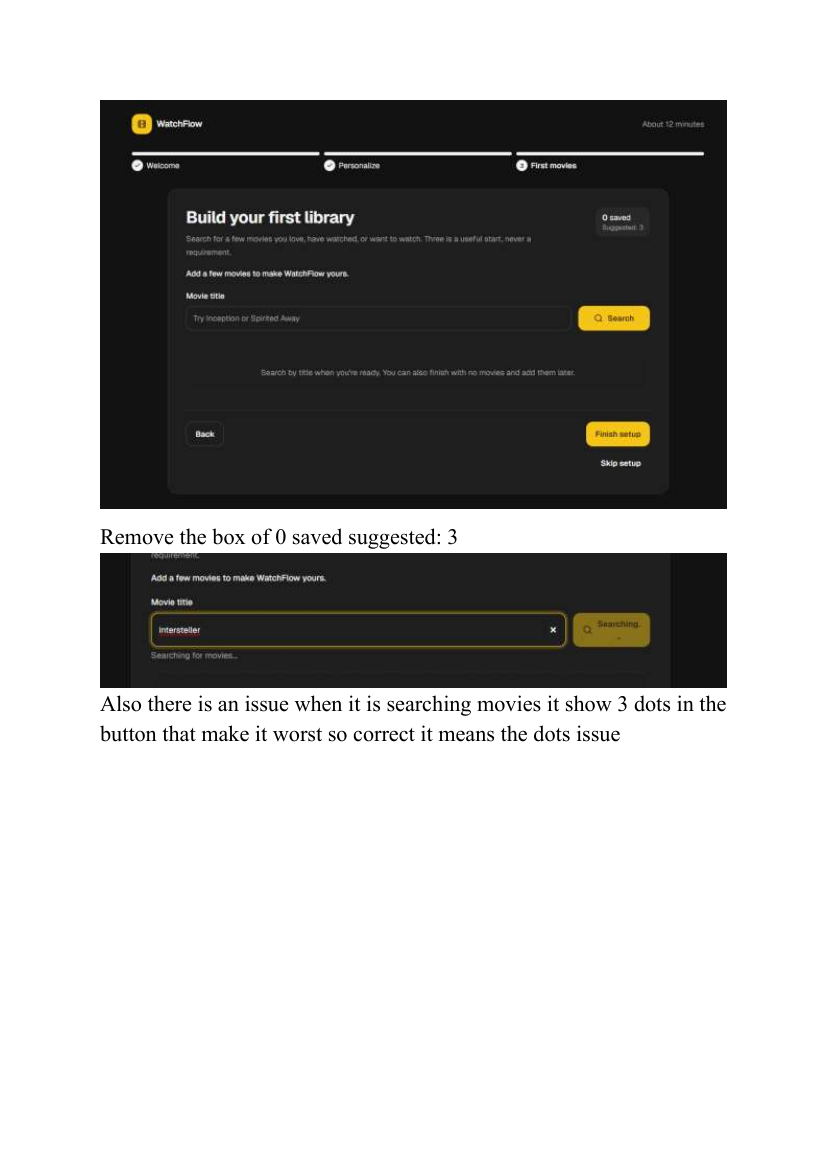 WatchFlow
About 12 minutes
Welcome
Personalize
3 First movies
Build your first library
0 saved
Suggested: 3
Search for a few movies you love, have watched, or want to watch. Three is a useful start, never a
requirement.
Add a few movies to make WatchFlow yours.
Movie title
Try Inception or Spirited Away
Search
Search by title when you're ready. You can also finish with no movies and add them later.
Back
Finish setup
Skip setup
Remove the box of 0 saved suggested: 3
requirement.
Add a few movies to make WatchFlow yours.
Movie title
intersteller
Searching.
..
Searching for movies...
Also there is an issue when it is searching movies it show 3 dots in the
button that make it worst so correct it means the dots issue